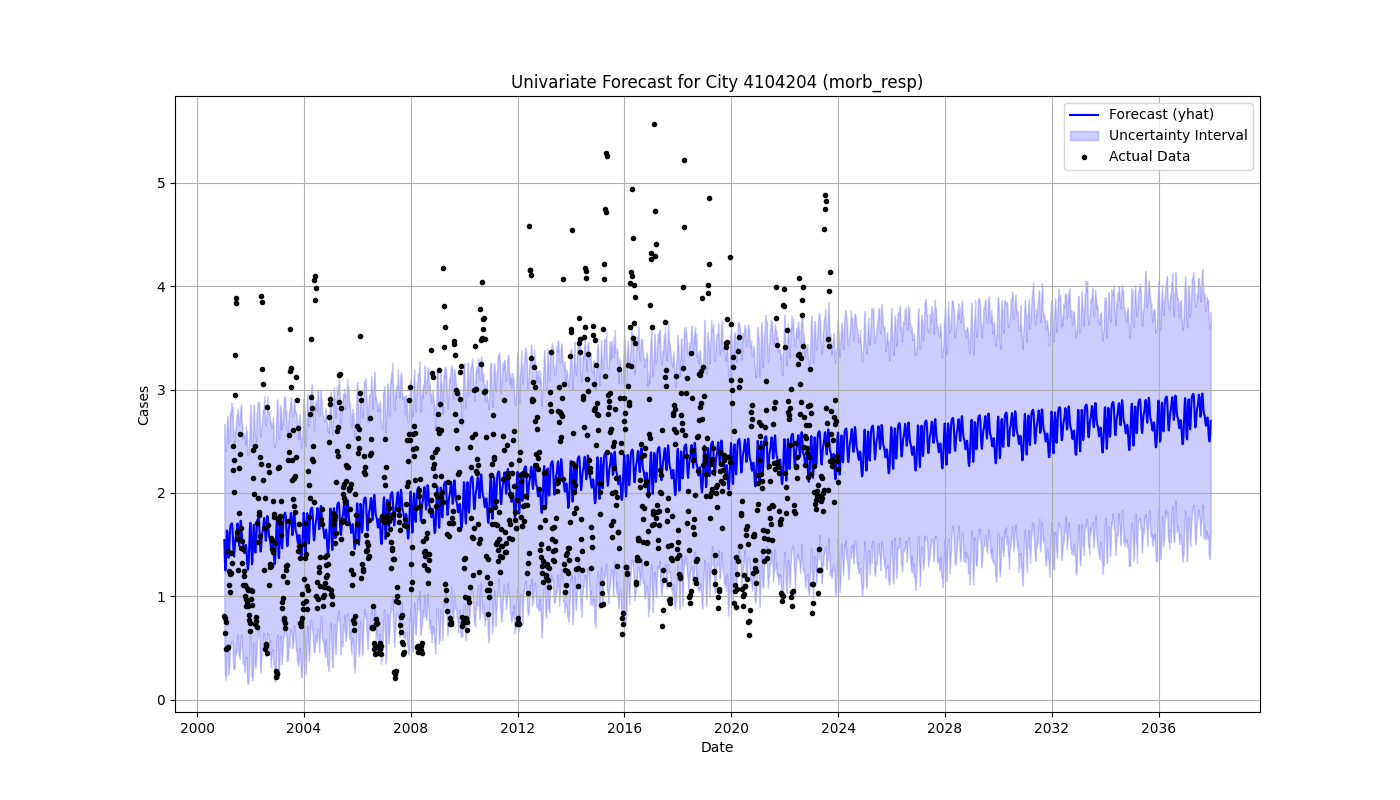 Univariate Forecast for City 4104204 (morb_resp)
Forecast (yhat)
Uncertainty Interval
Actual Data
Cases
5
4
3
2
1
0
2000 2004 2008 2012 2016 2020 2024 2028 2032 2036
Date